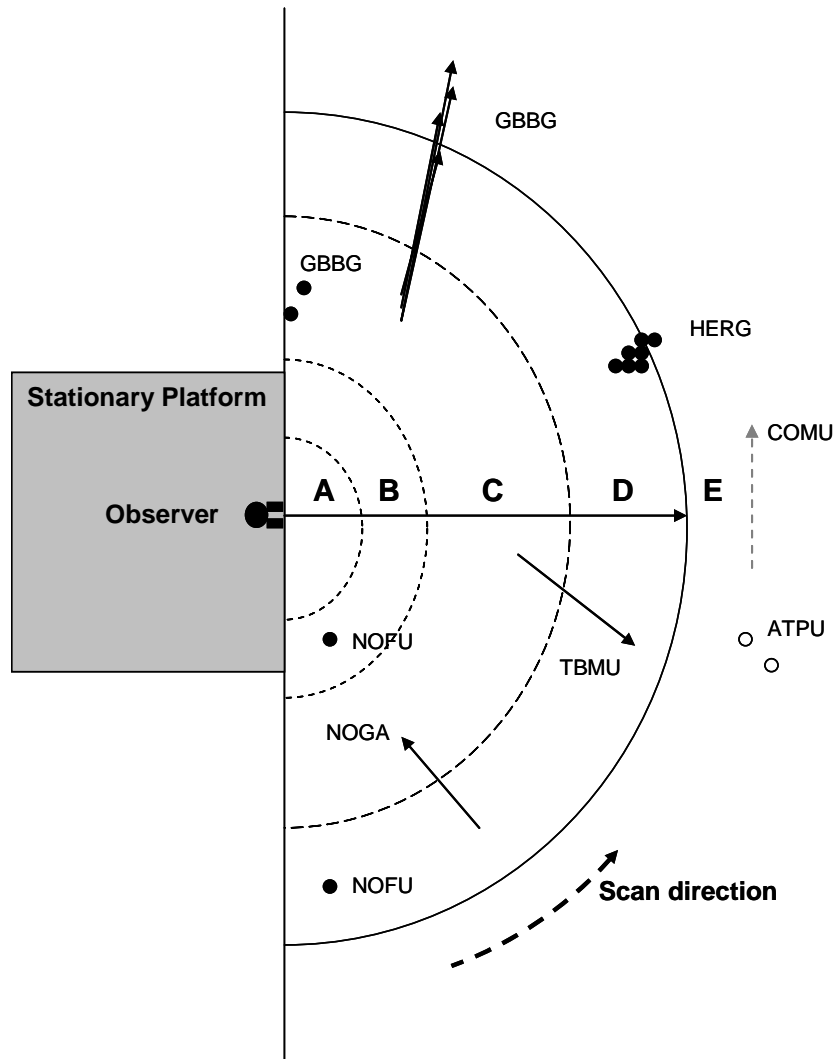 GBBG
GBBG
HERG
Stationary Platform
COMU
A B C D E
Observer
ATPU
NOFU
TBMU
NOGA
NOFU
Scan direction